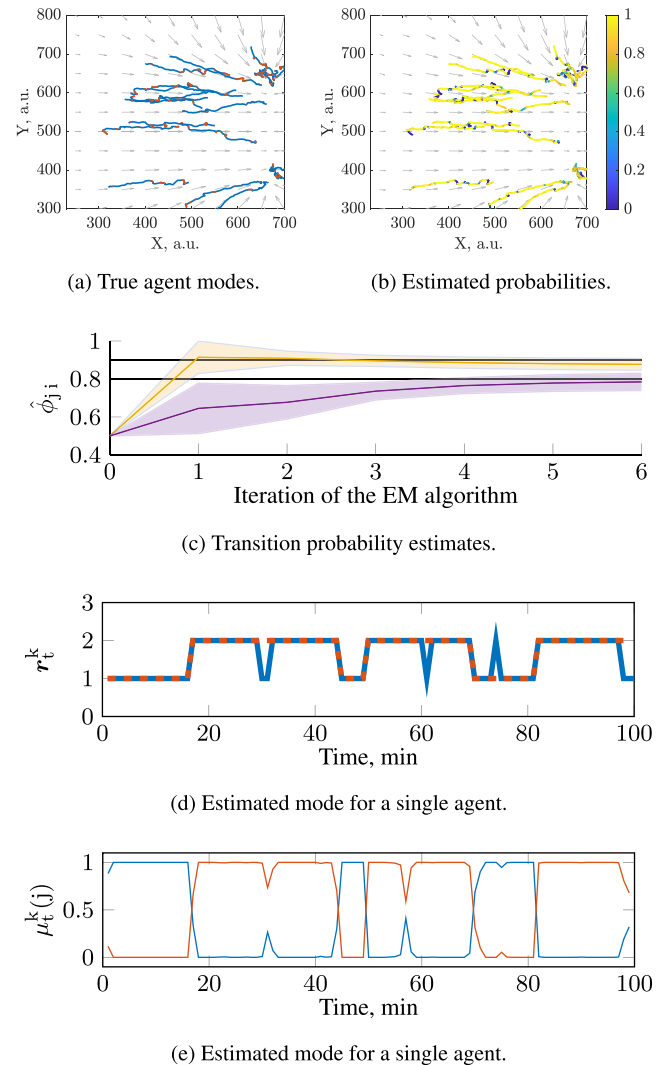 800
700
600
500
400
300
Y, a.u.
300 400 500 600 700
X, a.u.
(a) True agent modes.
800
700
600
500
400
300
Y, a.u.
300 400 500 600 700
X, a.u.
1
0.8
0.6
0.4
0.2
0
(b) Estimated probabilities.
1
0.8
0.6
0.4
ϕ̂ j i
0 1 2 3 4 5 6
Iteration of the EM algorithm
(c) Transition probability estimates.
3
2
1
0
r t k
0 20 40 60 80 100
Time, min
(d) Estimated mode for a single agent.
1
0.5
0
μ t k (j)
0 20 40 60 80 100
Time, min
(e) Estimated mode for a single agent.